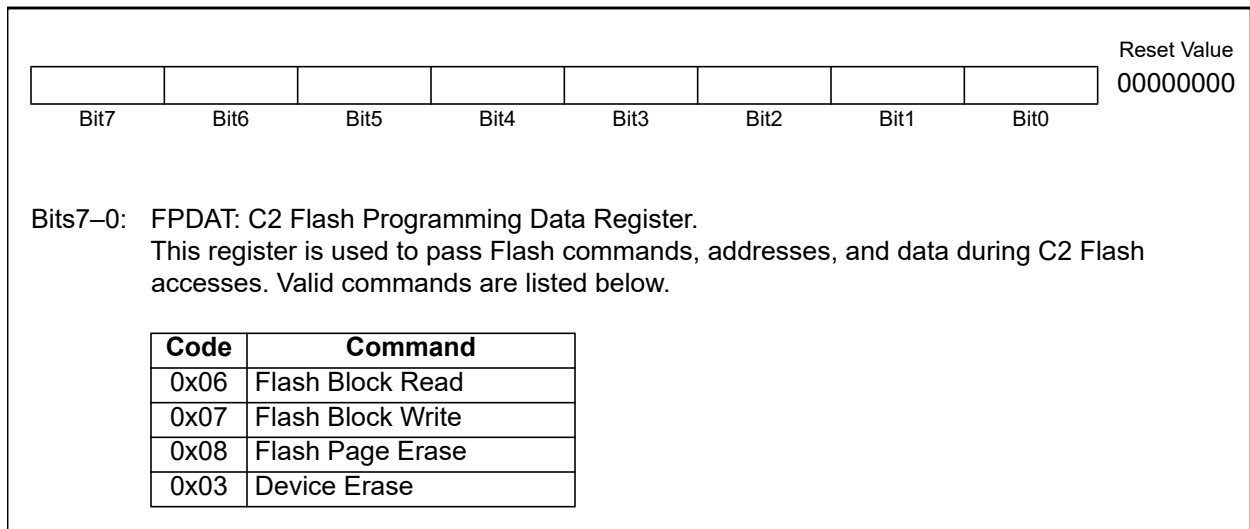 Reset Value
00000000
Bit7 Bit6 Bit5 Bit4 Bit3 Bit2 Bit1 Bit0
Bits7–0: FPDAT: C2 Flash Programming Data Register.
This register is used to pass Flash commands, addresses, and data during C2 Flash
accesses. Valid commands are listed below.
Code Command
0x06 Flash Block Read
0x07 Flash Block Write
0x08 Flash Page Erase
0x03 Device Erase